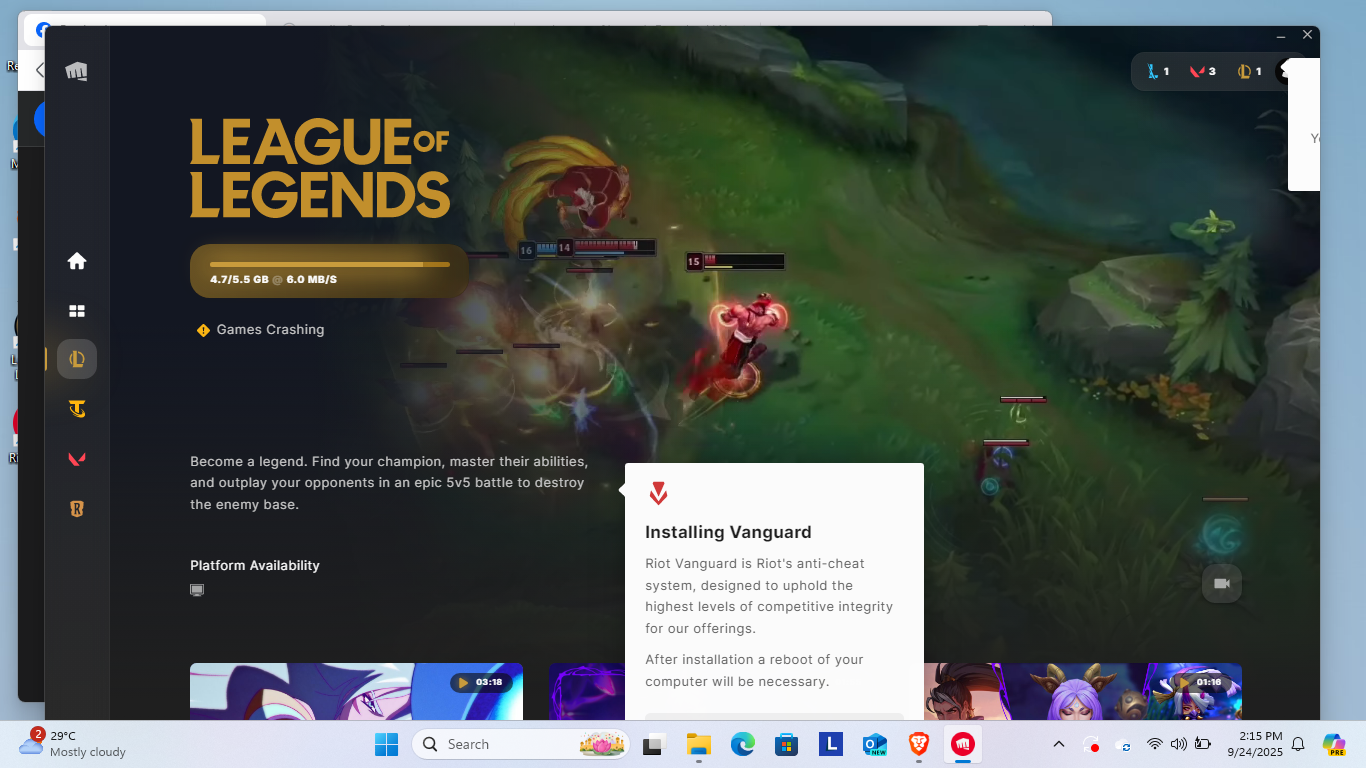 1
3
1
LEAGUE OF
LEGENDS
16
14
15
4.7/5.5 GB @ 6.0 MB/S
Games Crashing
Become a legend. Find your champion, master their abilities,
and outplay your opponents in an epic 5v5 battle to destroy
the enemy base.
Platform Availability
Installing Vanguard
Riot Vanguard is Riot's anti-cheat
system, designed to uphold the
highest levels of competitive integrity
for our offerings.
After installation a reboot of your
computer will be necessary.
03:18
01:16
2
29°C
Mostly cloudy
Search
L
NEW
2:15 PM
9/24/2025
PRE